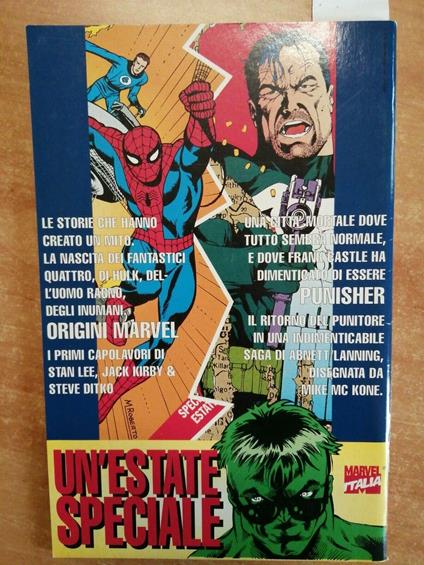 LE STORIE CHE HANNO
CREATO UN MITO.
LA NASCITA DEI FANTASTICI
QUATTRO, DI HULK, DEL-
L'UOMO RAGNO,
DEGLI INUMANI.
ORIGINI MARVEL
I PRIMI CAPOLAVORI DI
STAN LEE, JACK KIRBY &
STEVE DITKO
UNA CITTA' MORTALE DOVE
TUTTO SEMBRA NORMALE,
E DOVE FRANK CASTLE HA
DIMENTICATO DI ESSERE
PUNISHER
IL RITORNO DEL PUNITORE
IN UNA INDIMENTICABILE
SAGA DI ABNETT/LANNING,
DISEGNATA DA
MIKE MC KONE.
SPECI
ESTAT
UN'ESTATE
SPECIALE
MARVEL
ITALIA